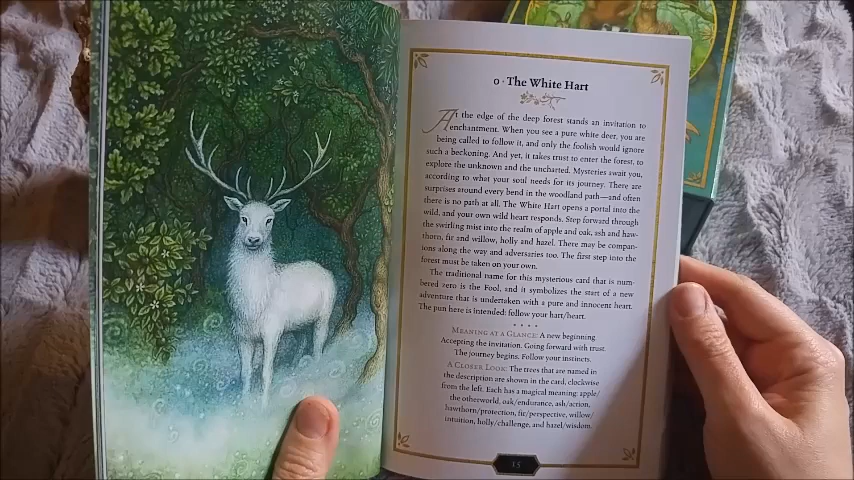 0 · The White Hart
At the edge of the deep forest stands an invitation to
enchantment. When you see a pure white deer, you are
being called to follow it, and only the foolish would ignore
such a beckoning. And yet, it takes trust to enter the forest, to
explore the unknown and the uncharted. Mysteries await you,
according to what your soul needs for its journey. There are
surprises around every bend in the woodland path—and often
there is no path at all. The White Hart opens a portal into the
wild, and your own wild heart responds. Step forward through
the swirling mist into the realm of apple and oak, ash and haw-
thorn, fir and willow, holly and hazel. There may be compan-
ions along the way and adversaries too. The first step into the
forest must be taken on your own.
The traditional name for this mysterious card that is num-
bered zero is the Fool, and it symbolizes the start of a new
adventure that is undertaken with a pure and innocent heart.
The pun here is intended: follow your hart/heart.
Meaning at a Glance: A new beginning
Accepting the invitation. Going forward with trust.
The journey begins. Follow your instincts.
A Closer Look: The trees that are named in
the description are shown in the card, clockwise
from the left. Each has a magical meaning: apple/
the otherworld, oak/endurance, ash/action,
hawthorn/protection, fir/perspective, willow/
intuition, holly/challenge, and hazel/wisdom.
15